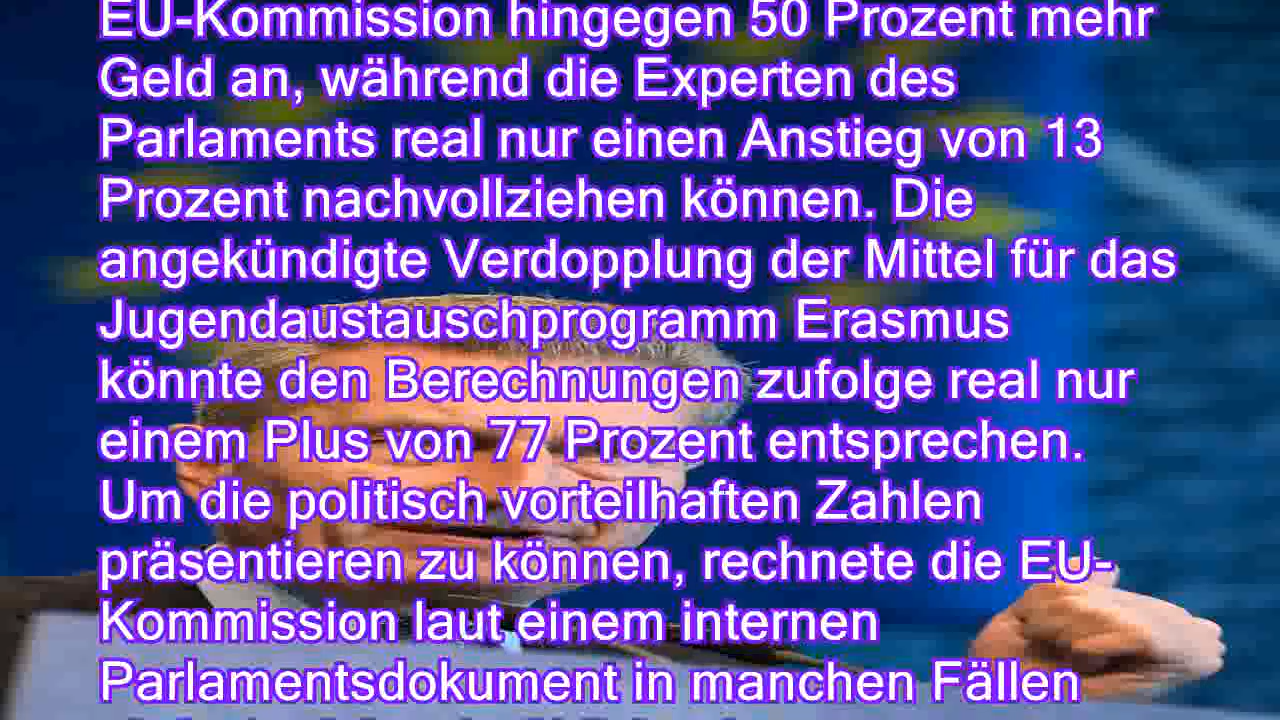 EU-Kommission hingegen 50 Prozent mehr
Geld an, während die Experten des
Parlaments real nur einen Anstieg von 13
Prozent nachvollziehen können. Die
angekündigte Verdopplung der Mittel für das
Jugendaustauschprogramm Erasmus
könnte den Berechnungen zufolge real nur
einem Plus von 77 Prozent entsprechen.
Um die politisch vorteilhaften Zahlen
präsentieren zu können, rechnete die EU-
Kommission laut einem internen
Parlamentsdokument in manchen Fällen